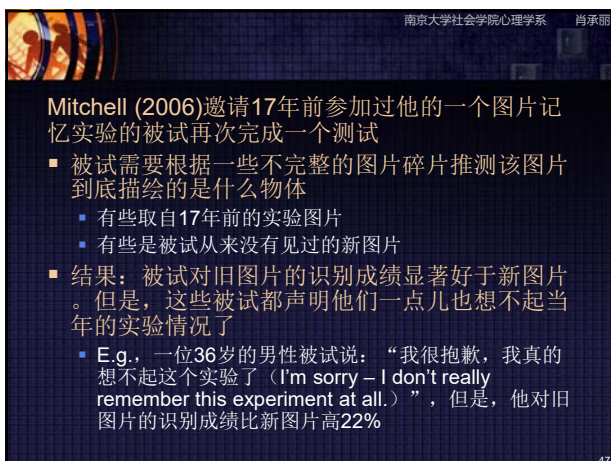 南京大学社会学院心理学系 肖承丽
Mitchell (2006)邀请17年前参加过他的一个图片记
忆实验的被试再次完成一个测试
▪ 被试需要根据一些不完整的图片碎片推测该图片
到底描绘的是什么物体
▪ 有些取自17年前的实验图片
▪ 有些是被试从来没有见过的新图片
▪ 结果：被试对旧图片的识别成绩显著好于新图片
。但是，这些被试都声明他们一点儿也想不起当
年的实验情况了
▪ E.g.，一位36岁的男性被试说：“我很抱歉，我真的
想不起这个实验了（I'm sorry – I don't really
remember this experiment at all.）”，但是，他对旧
图片的识别成绩比新图片高22%
47